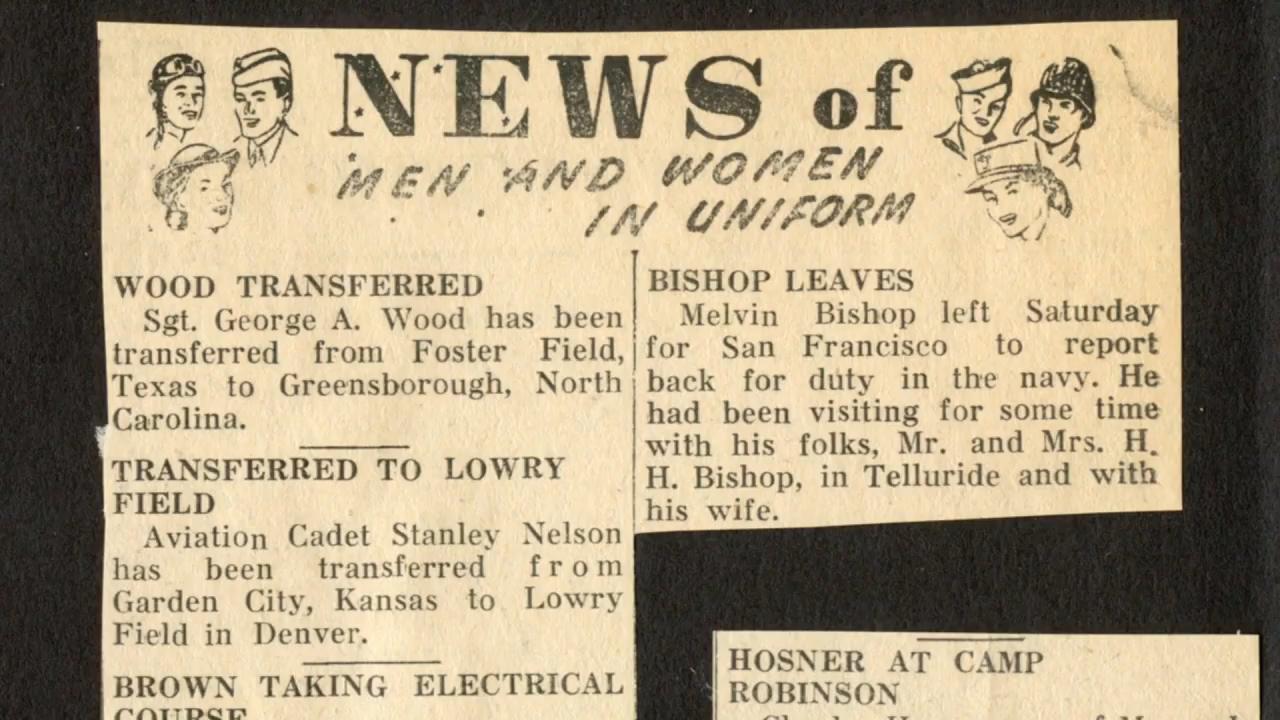 NEWS of
MEN AND WOMEN
IN UNIFORM
WOOD TRANSFERRED
Sgt. George A. Wood has been
transferred from Foster Field,
Texas to Greensborough, North
Carolina.
TRANSFERRED TO LOWRY
FIELD
Aviation Cadet Stanley Nelson
has been transferred from
Garden City, Kansas to Lowry
Field in Denver.
BROWN TAKING ELECTRICAL
COURSE
BISHOP LEAVES
Melvin Bishop left Saturday
for San Francisco to report
back for duty in the navy. He
had been visiting for some time
with his folks, Mr. and Mrs. H.
H. Bishop, in Telluride and with
his wife.
HOSNER AT CAMP
ROBINSON